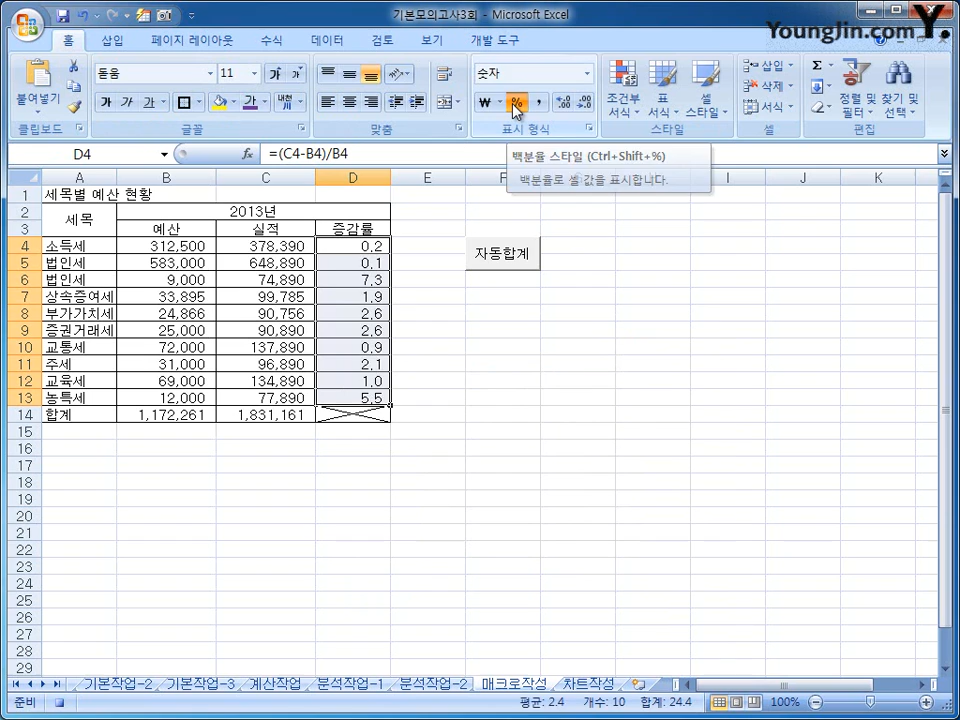 기본모의고사3회 - Microsoft Excel
YoungJin.com Y.
홈 삽입 페이지 레이아웃 수식 데이터 검토 보기 개발 도구
붙여넣기
돋움 11
가 가 가
가 가
내천
숫자
₩ % ,
조건부 서식
표 서식
셀 스타일
삽입
삭제
서식
Σ
정렬 및 필터
찾기 및 선택
클립보드 글꼴 맞춤 표시 형식 스타일 셀 편집
D4 fx =(C4-B4)/B4
백분율 스타일 (Ctrl+Shift+%)
백분율로 셀 값을 표시합니다.
A B C D E F I J K
1 세목별 예산 현황
2 세목 2013년
3 예산 실적 증감률
4 소득세 312,500 378,390 0.2
자동합계
5 법인세 583,000 648,890 0.1
6 법인세 9,000 74,890 7.3
7 상속증여세 33,895 99,785 1.9
8 부가가치세 24,866 90,756 2.6
9 증권거래세 25,000 90,890 2.6
10 교통세 72,000 137,890 0.9
11 주세 31,000 96,890 2.1
12 교육세 69,000 134,890 1.0
13 농특세 12,000 77,890 5.5
14 합계 1,172,261 1,831,161
15
16
17
18
19
20
21
22
23
24
25
26
27
28
29
기본작업-2 기본작업-3 계산작업 분석작업-1 분석작업-2 매크로작성 차트작성
준비 평균: 2.4 개수: 10 합계: 24.4 100%